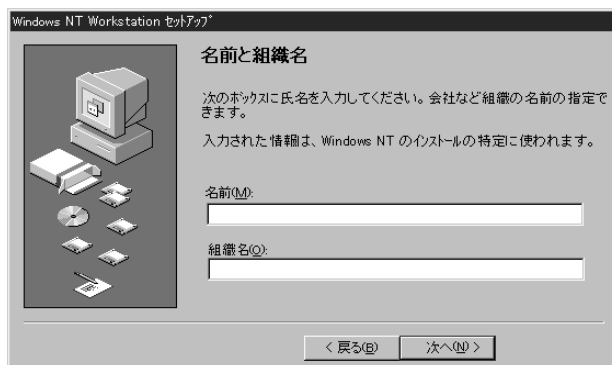 Windows NT Workstation ｾｯﾄｱｯﾌﾟ
名前と組織名
次のﾎﾞｯｸｽに氏名を入力してください。会社など組織の名前の指定で
きます。
入力された情報は、Windows NT のｲﾝｽﾄｰﾙの特定に使われます。
名前(M):
組織名(O):
< 戻る(B)
次へ(N) >